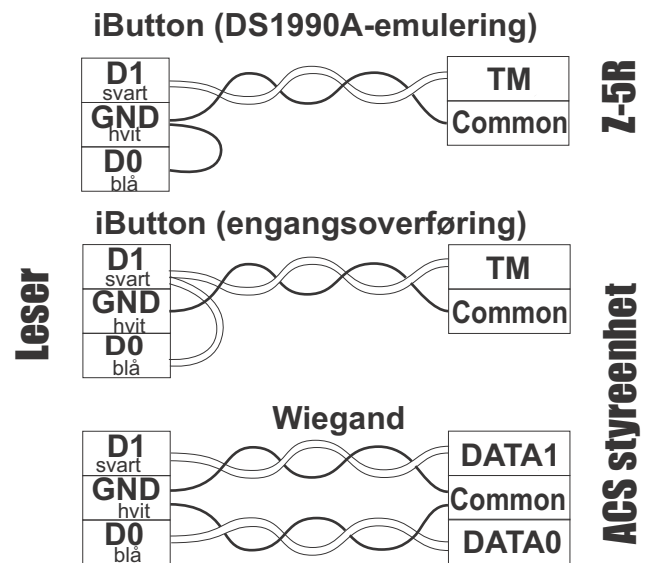 iButton (DS1990A-emulering)
D1
svart
GND
hvit
D0
blå
TM
Common
Z-5R
iButton (engangsoverføring)
D1
svart
GND
hvit
D0
blå
TM
Common
Leser
Wiegand
D1
svart
GND
hvit
D0
blå
DATA1
Common
DATA0
ACS styreenhet